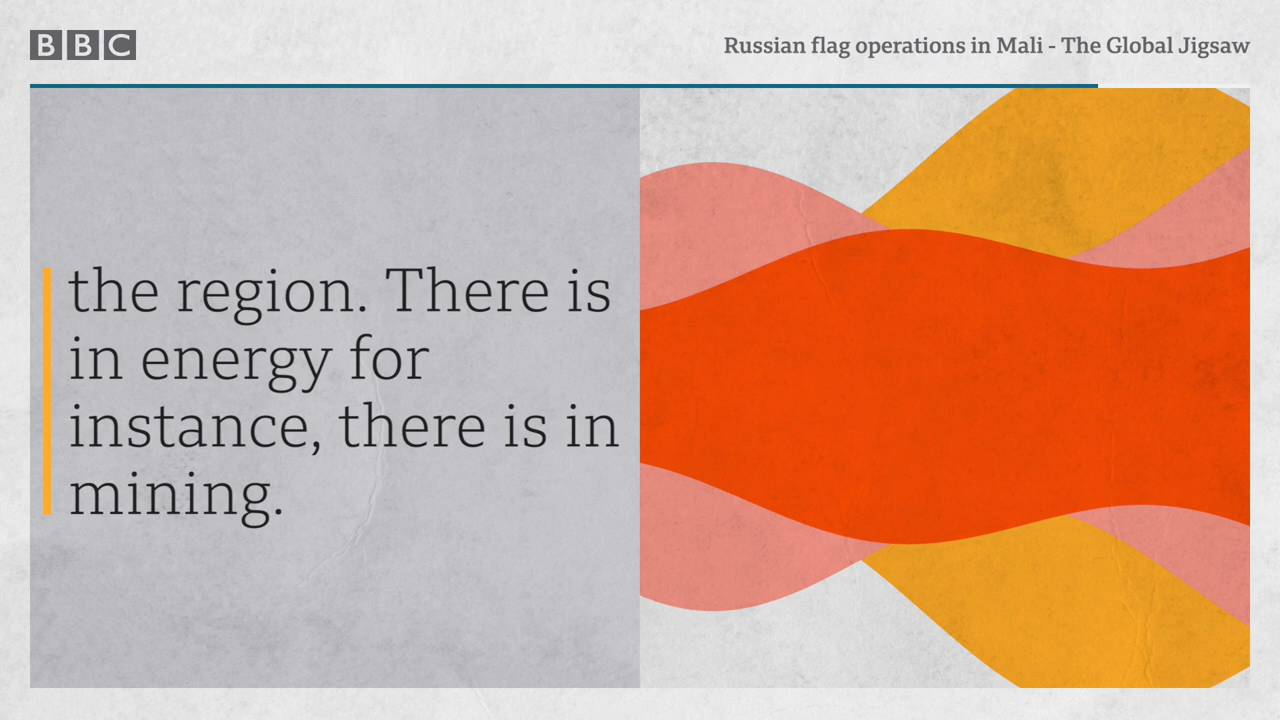 BBC
Russian flag operations in Mali - The Global Jigsaw
the region. There is
in energy for
instance, there is in
mining.